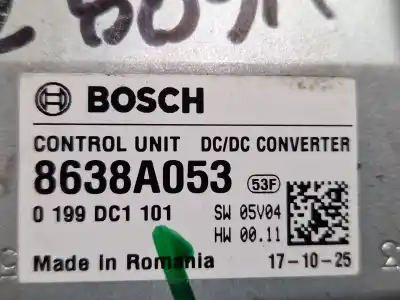 BOSCH
CONTROL UNIT DC/DC CONVERTER
8638A053 53F
0 199 DC1 101 SW 05V04
HW 00.11
Made in Romania 17-10-25